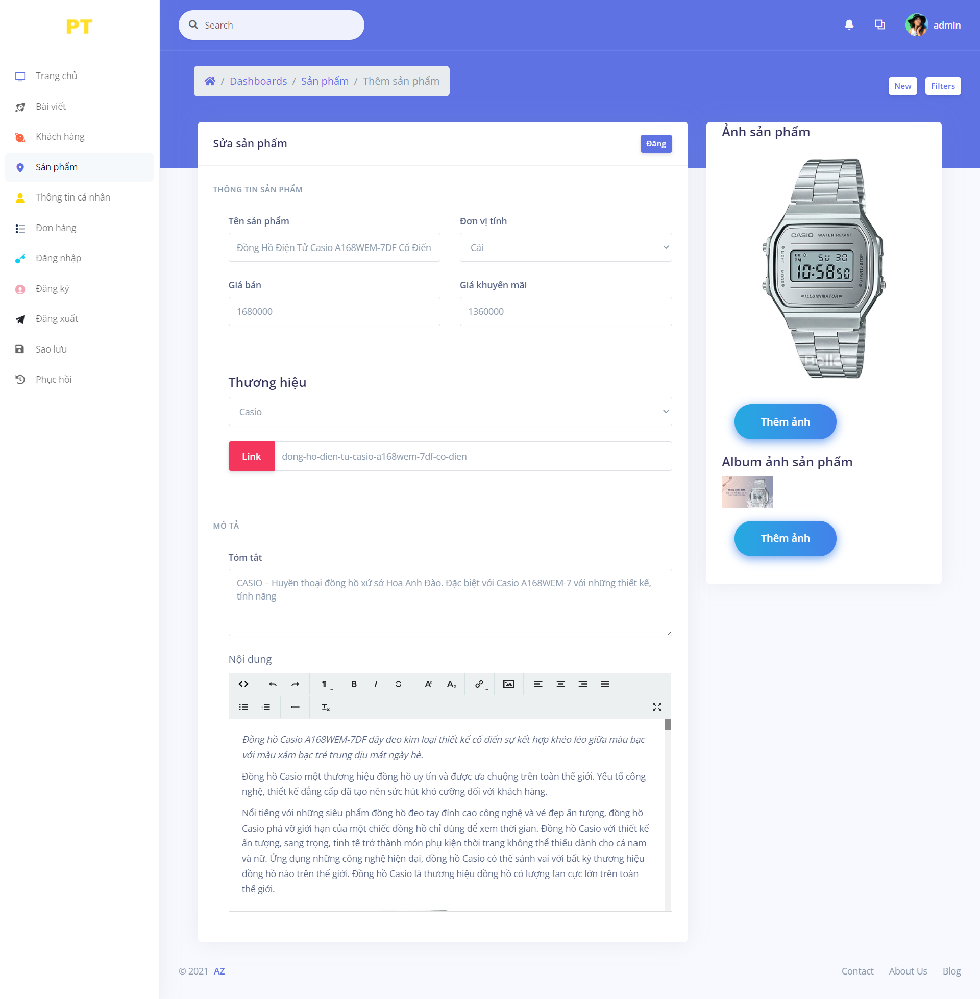 PT
Search
admin
Trang chủ
Bài viết
Khách hàng
Sản phẩm
Thông tin cá nhân
Đơn hàng
Đăng nhập
Đăng ký
Đăng xuất
Sao lưu
Phục hồi
/ Dashboards / Sản phẩm / Thêm sản phẩm
New
Filters
Sửa sản phẩm
Đăng
THÔNG TIN SẢN PHẨM
Tên sản phẩm
Đơn vị tính
Đồng Hồ Điện Tử Casio A168WEM-7DF Cổ Điển
Cái
Giá bán
Giá khuyến mãi
1680000
1360000
Thương hiệu
Casio
Link
dong-ho-dien-tu-casio-a168wem-7df-co-dien
MÔ TẢ
Tóm tắt
CASIO – Huyền thoại đồng hồ xứ sở Hoa Anh Đào. Đặc biệt với Casio A168WEM-7 với những thiết kế,
tính năng
Nội dung
Đồng hồ Casio A168WEM-7DF dây đeo kim loại thiết kế cổ điển sự kết hợp khéo léo giữa màu bạc
với màu xám bạc trẻ trung dịu mát ngày hè.
Đồng hồ Casio một thương hiệu đồng hồ uy tín và được ưa chuộng trên toàn thế giới. Yếu tố công
nghệ, thiết kế đẳng cấp đã tạo nên sức hút khó cưỡng đối với khách hàng.
Nổi tiếng với những siêu phẩm đồng hồ đeo tay đỉnh cao công nghệ và vẻ đẹp ấn tượng, đồng hồ
Casio phá vỡ giới hạn của một chiếc đồng hồ chỉ dùng để xem thời gian. Đồng hồ Casio với thiết kế
ấn tượng, sang trọng, tinh tế trở thành món phụ kiện thời trang không thể thiếu dành cho cả nam
và nữ. Ứng dụng những công nghệ hiện đại, đồng hồ Casio có thể sánh vai với bất kỳ thương hiệu
đồng hồ nào trên thế giới. Đồng hồ Casio là thương hiệu đồng hồ có lượng fan cực lớn trên toàn
thế giới.
Ảnh sản phẩm
CASIO WATER RESIST
LIGHT
MODE
START/STOP
PM
SU 30
10:58 50
ILLUMINATOR
Belle
Thêm ảnh
Album ảnh sản phẩm
Thêm ảnh
© 2021 AZ
Contact
About Us
Blog